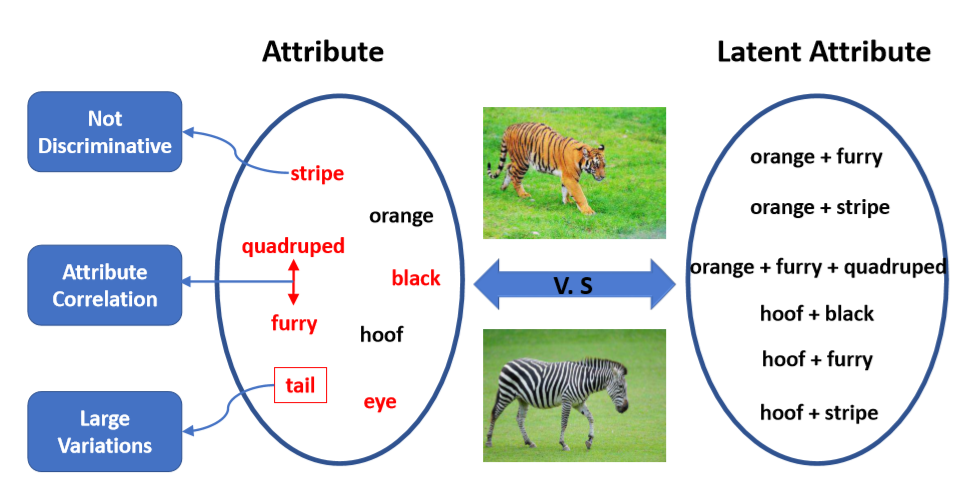 Attribute
Latent Attribute
Not
Discriminative
stripe
orange
quadruped
Attribute
Correlation
black
furry
hoof
tail
eye
Large
Variations
V. S
orange + furry
orange + stripe
orange + furry + quadruped
hoof + black
hoof + furry
hoof + stripe